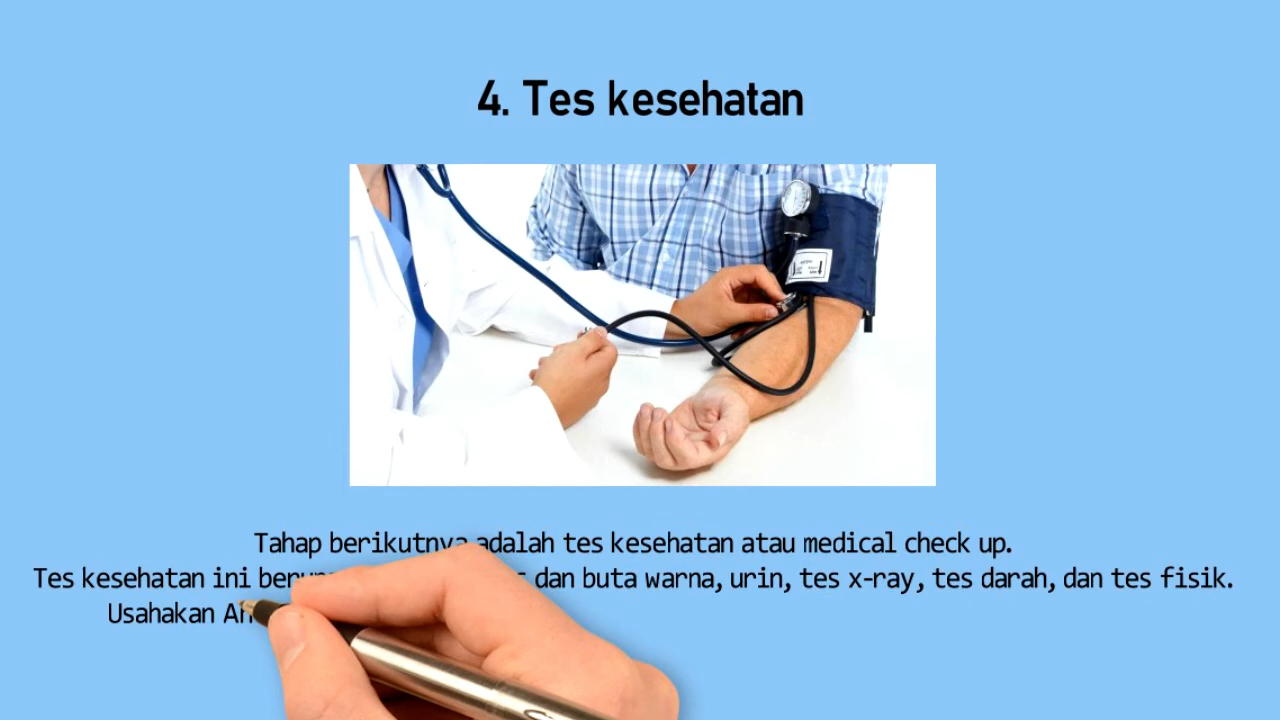 4. Tes kesehatan
Tahap berikutnya adalah tes kesehatan atau medical check up.
Tes kesehatan ini dan buta warna, urin, tes x-ray, tes darah, dan tes fisik.
Usahakan